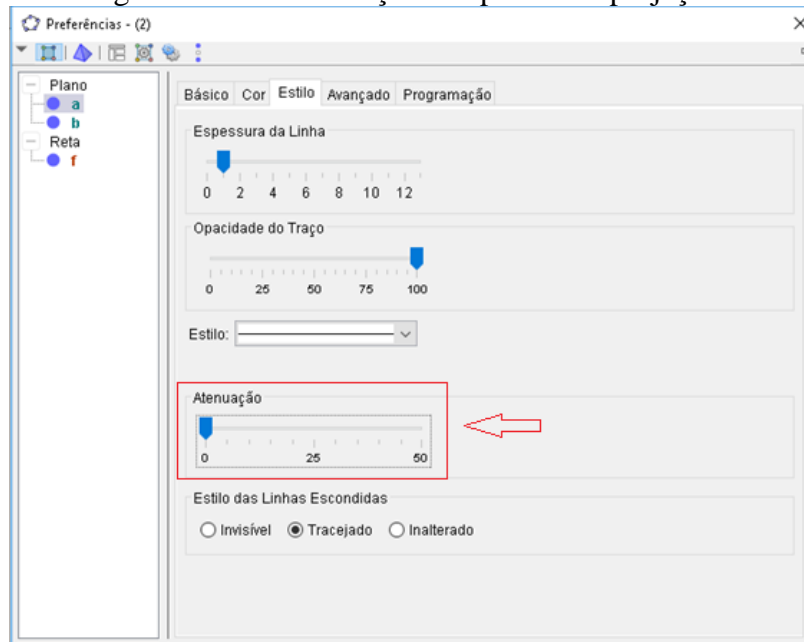 Preferências - (2)
Plano
a
b
Reta
f
Básico Cor Estilo Avançado Programação
Espessura da Linha
0 2 4 6 8 10 12
Opacidade do Traço
0 25 50 75 100
Estilo:
Atenuação
0 25 50
Estilo das Linhas Escondidas
Invisível Tracejado Inalterado